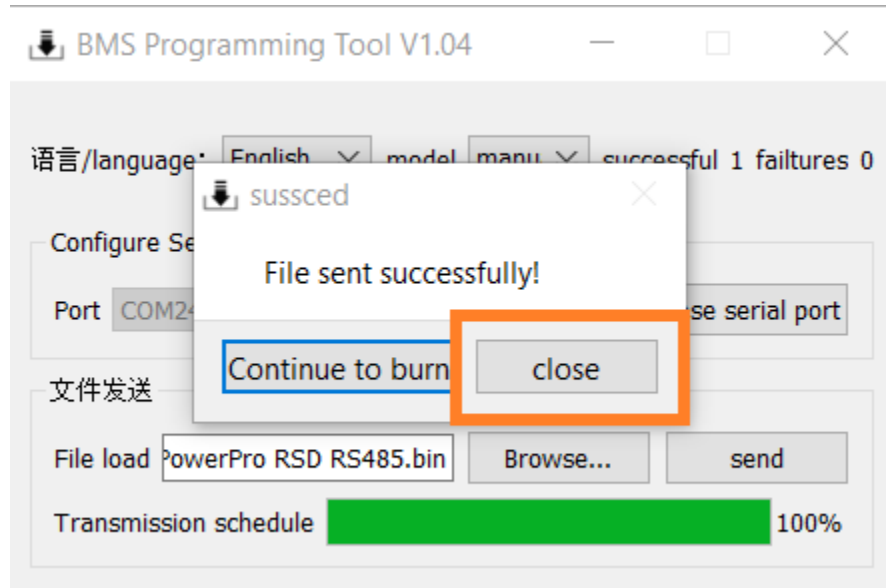 BMS Programming Tool V1.04
语言/language: English model manu successful 1 failtures 0
sussced
Configure Se
File sent successfully!
Port COM24 se serial port
Continue to burn close
文件发送
File load PowerPro RSD RS485.bin Browse... send
Transmission schedule 100%